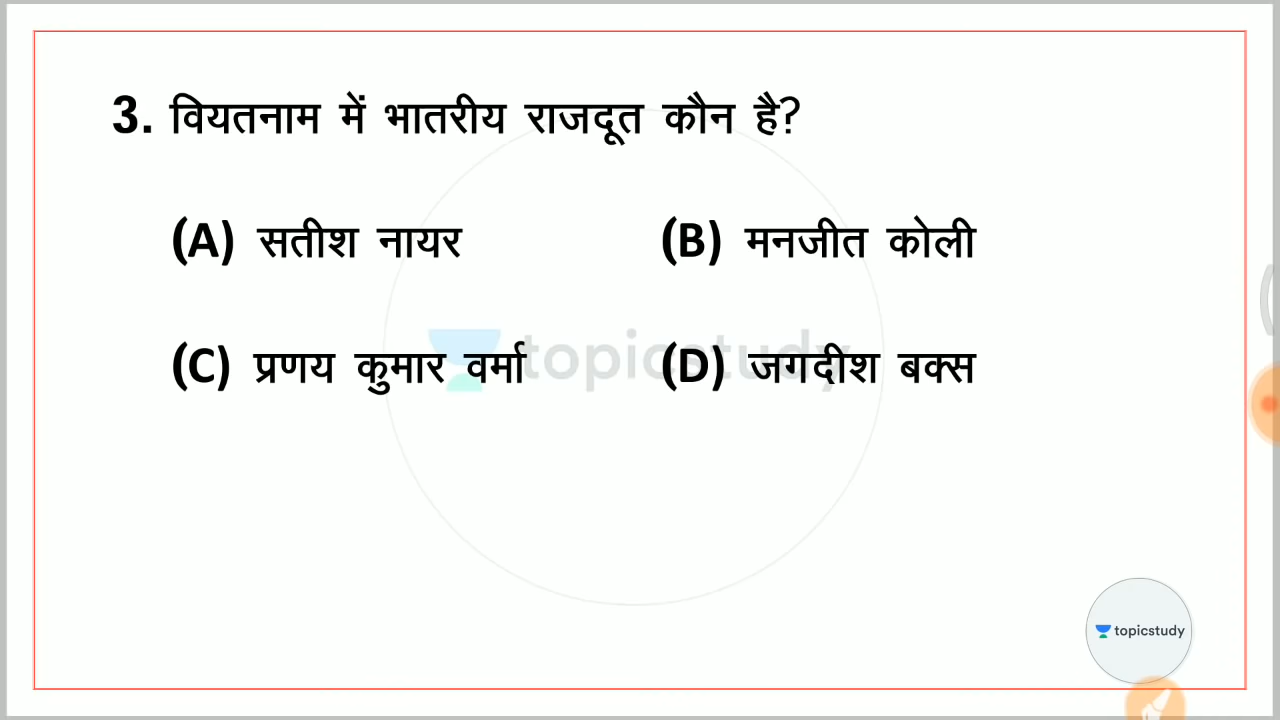 3. वियतनाम में भातरीय राजदूत कौन है?
(A) सतीश नायर (B) मनजीत कोली
(C) प्रणय कुमार वर्मा (D) जगदीश बक्स
topicstudy
topicstudy